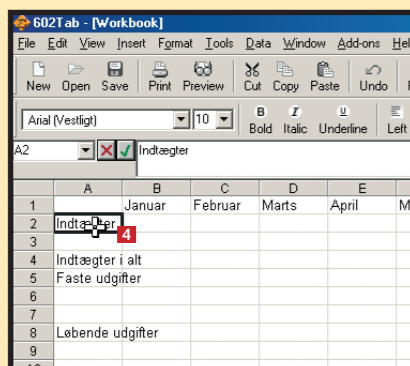 602Tab - [Workbook]
File Edit View Insert Format Tools Data Window Add-ons Hel
New Open Save Print Preview Cut Copy Paste Undo
Arial (Vestligt) 10 B Bold I Italic U Underline Left
A2 Indtægter
A B C D E
1 Januar Februar Marts April M
2 Indtægter
4
3
4 Indtægter i alt
5 Faste udgifter
6
7
8 Løbende udgifter
9